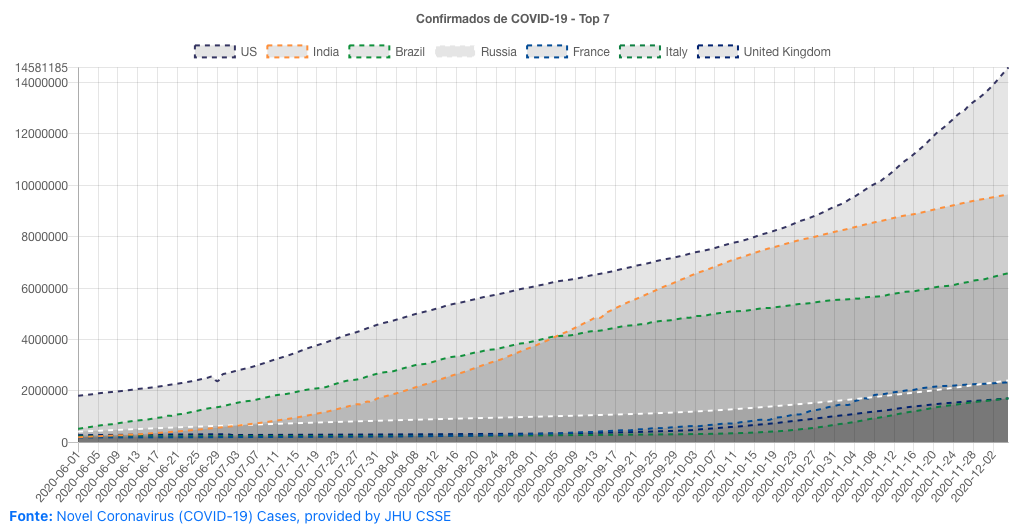 Confirmados de COVID-19 - Top 7
US India Brazil Russia France Italy United Kingdom
14581185
14000000
12000000
10000000
8000000
6000000
4000000
2000000
0
2020-06-01 2020-06-05 2020-06-09 2020-06-13 2020-06-17 2020-06-21 2020-06-25 2020-06-29 2020-07-03 2020-07-07 2020-07-11 2020-07-15 2020-07-19 2020-07-23 2020-07-27 2020-07-31 2020-08-04 2020-08-08 2020-08-12 2020-08-16 2020-08-20 2020-08-24 2020-08-28 2020-09-01 2020-09-05 2020-09-09 2020-09-13 2020-09-17 2020-09-21 2020-09-25 2020-09-29 2020-10-03 2020-10-07 2020-10-11 2020-10-15 2020-10-19 2020-10-23 2020-10-27 2020-10-31 2020-11-04 2020-11-08 2020-11-12 2020-11-16 2020-11-20 2020-11-24 2020-11-28 2020-12-02
Fonte: Novel Coronavirus (COVID-19) Cases, provided by JHU CSSE